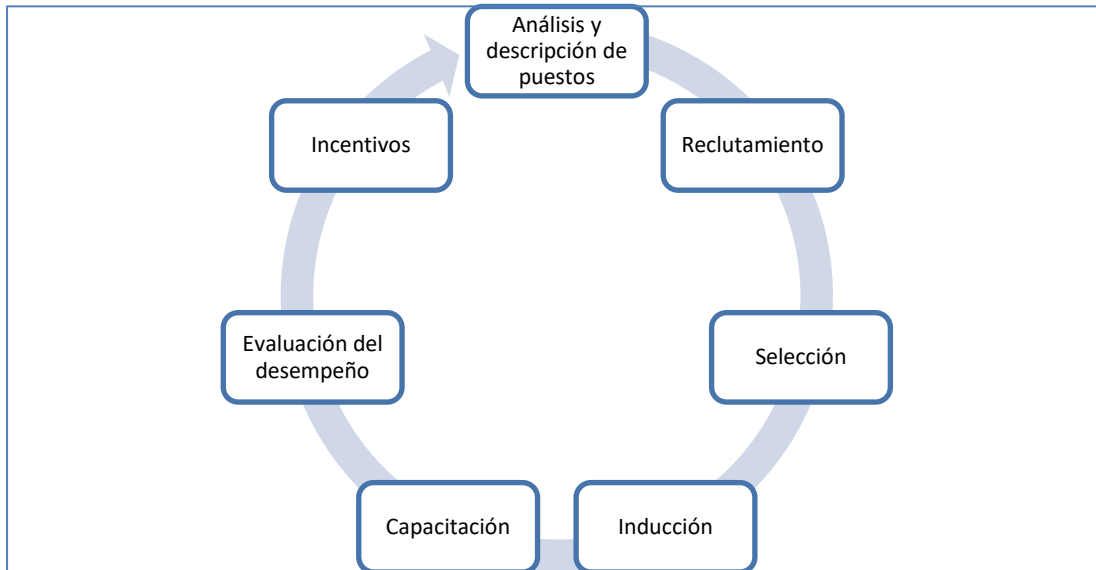 Análisis y
descripción de
puestos
Reclutamiento
Selección
Inducción
Capacitación
Evaluación del
desempeño
Incentivos